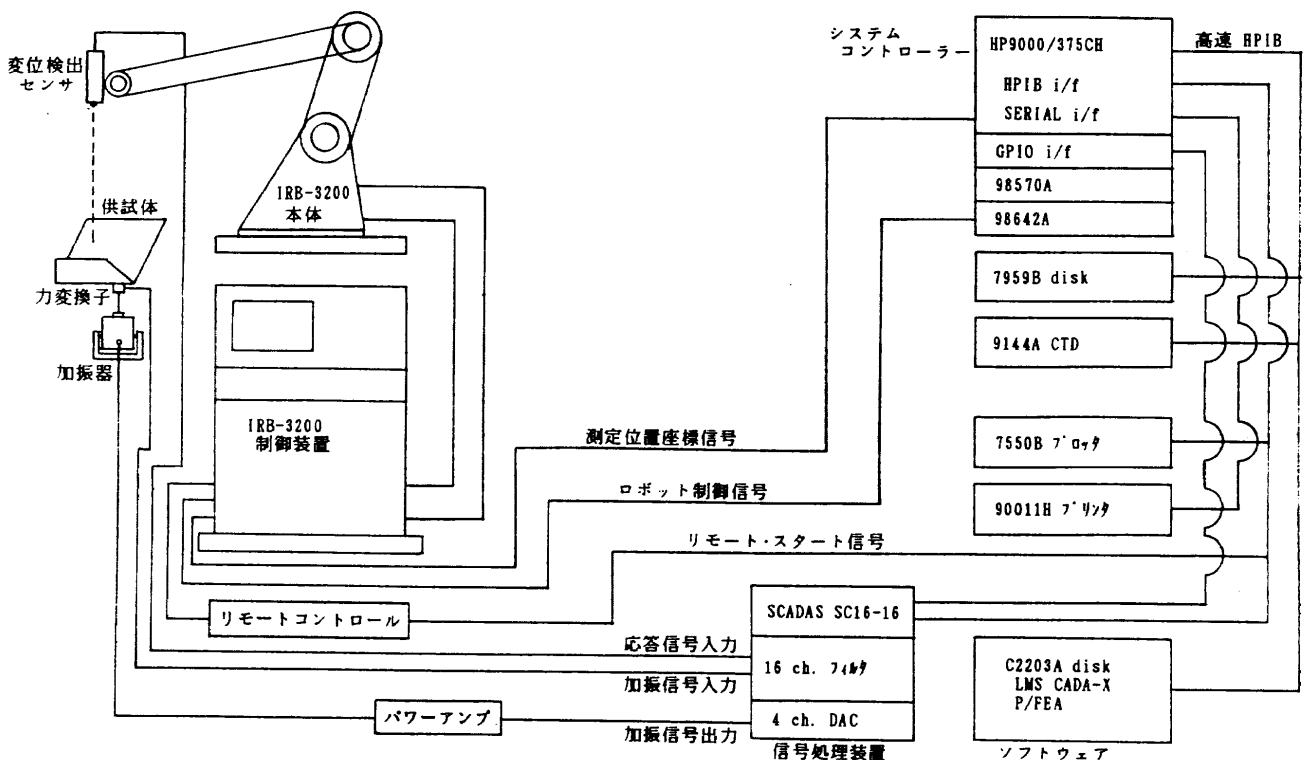 システム
コントローラー
HP9000/375CH
高速 HPIB
HPIB i/f
SERIAL i/f
GPIO i/f
98570A
98642A
変位検出
センサ
IRB-3200
本体
供試体
力変換子
加振器
7959B disk
9144A CTD
IRB-3200
制御装置
測定位置座標信号
7550B プロッタ
ロボット制御信号
90011H プリンタ
リモート・スタート信号
リモートコントロール
SCADAS SC16-16
応答信号入力
16 ch. フィルタ
加振信号入力
C2203A disk
LMS CADA-X
P/FEA
パワーアンプ
4 ch. DAC
加振信号出力
信号処理装置
ソフトウェア